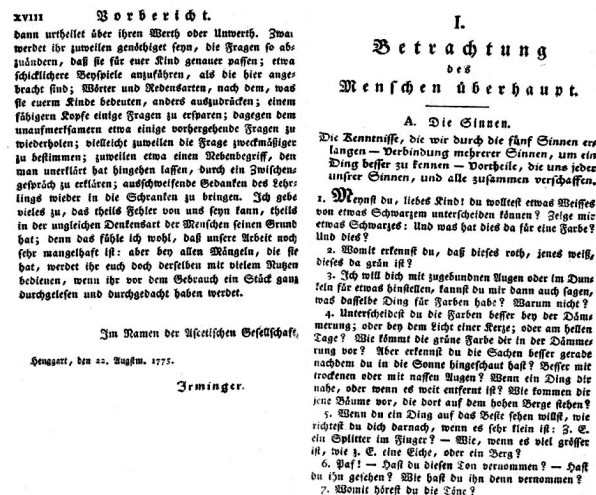 XVIII Vorbericht.
dann urtheilet über ihren Werth oder Unwerth. Zwar
werdet ihr zuweilen genöthiget seyn, die Fragen so ab-
zuändern, daß sie für euer Kind genauer passen; etwa
schicklichere Beyspiele anzuführen, als die hier ange-
bracht sind; Wörter und Redensarten, nach dem, was
sie euerm Kinde bedeuten, anders auszudrücken; einem
fähigern Kopfe einige Fragen zu ersparen; dagegen dem
unaufmerksamern etwa einige vorhergehende Fragen zu
wiederholen; vielleicht zuweilen die Frage zweckmäßiger
zu bestimmen; zuweilen etwa einen Nebenbegriff, den
man unerklärt hat hingehen lassen, durch ein Zwischen-
gespräch zu erklären; ausschweifende Gedanken des Lehr-
lings wieder in die Schranken zu bringen. Ich gebe
vieles zu, das theils Fehler von uns seyn kann, theils
in der ungleichen Denkensart der Menschen seinen Grund
hat; denn das fühle ich wohl, daß unsere Arbeit noch
sehr mangelhaft ist: aber bey allen Mängeln, die sie
hat, werdet ihr euch doch derselben mit vielem Nutzen
bedienen, wenn ihr vor dem Gebrauch ein Stück ganz
durchgelesen und durchgedacht haben werdet.
Im Namen der Ascetischen Gesellschaft,
Henggart, den 22. Augstm. 1775.
Irminger.
I.
Betrachtung
des
Menschen überhaupt.
A. Die Sinnen.
Die Kenntnisse, die wir durch die fünf Sinnen er-
langen — Verbindung mehrerer Sinnen, um ein
Ding besser zu kennen — Vortheile, die uns jeder
unsrer Sinnen, und alle zusammen verschaffen.
1. Meynst du, liebes Kind! du wolltest etwas Weisses
von etwas Schwarzem unterscheiden können? Zeige mir
etwas Schwarzes: Und was hat dies da für eine Farbe?
Und dies?
2. Womit erkennst du, daß dieses roth, jenes weiß,
dieses da grün ist?
3. Ich will dich mit zugebundnen Augen oder im Dun-
keln für etwas hinstellen, kannst du mir dann auch sagen,
was dasselbe Ding für Farben habe? Warum nicht?
4. Unterscheidest du die Farben besser bey der Däm-
merung; oder bey dem Licht einer Kerze; oder am hellen
Tage? Wie kömmt die grüne Farbe dir in der Dämme-
rung vor? Aber erkennst du die Sachen besser gerade
nachdem du in die Sonne hingeschaut hast? Besser mit
trockenen oder mit nassen Augen? Wenn ein Ding dir
nahe, oder wenn es weit entfernt ist? Wie kommen dir
jene Bäume vor, die dort auf dem hohen Berge stehen?
5. Wenn du ein Ding auf das Beste sehen willst, wie
richtest du dich darnach, wenn es sehr klein ist: Z. E.
ein Splitter im Finger? — Wie, wenn es viel grösser
ist, wie z. E. eine Eiche, oder ein Berg?
6. Paf! — Hast du diesen Ton vernommen? — Hast
du ihn gesehen? Wie hast du ihn denn vernommen?
7. Womit hörest du die Töne?